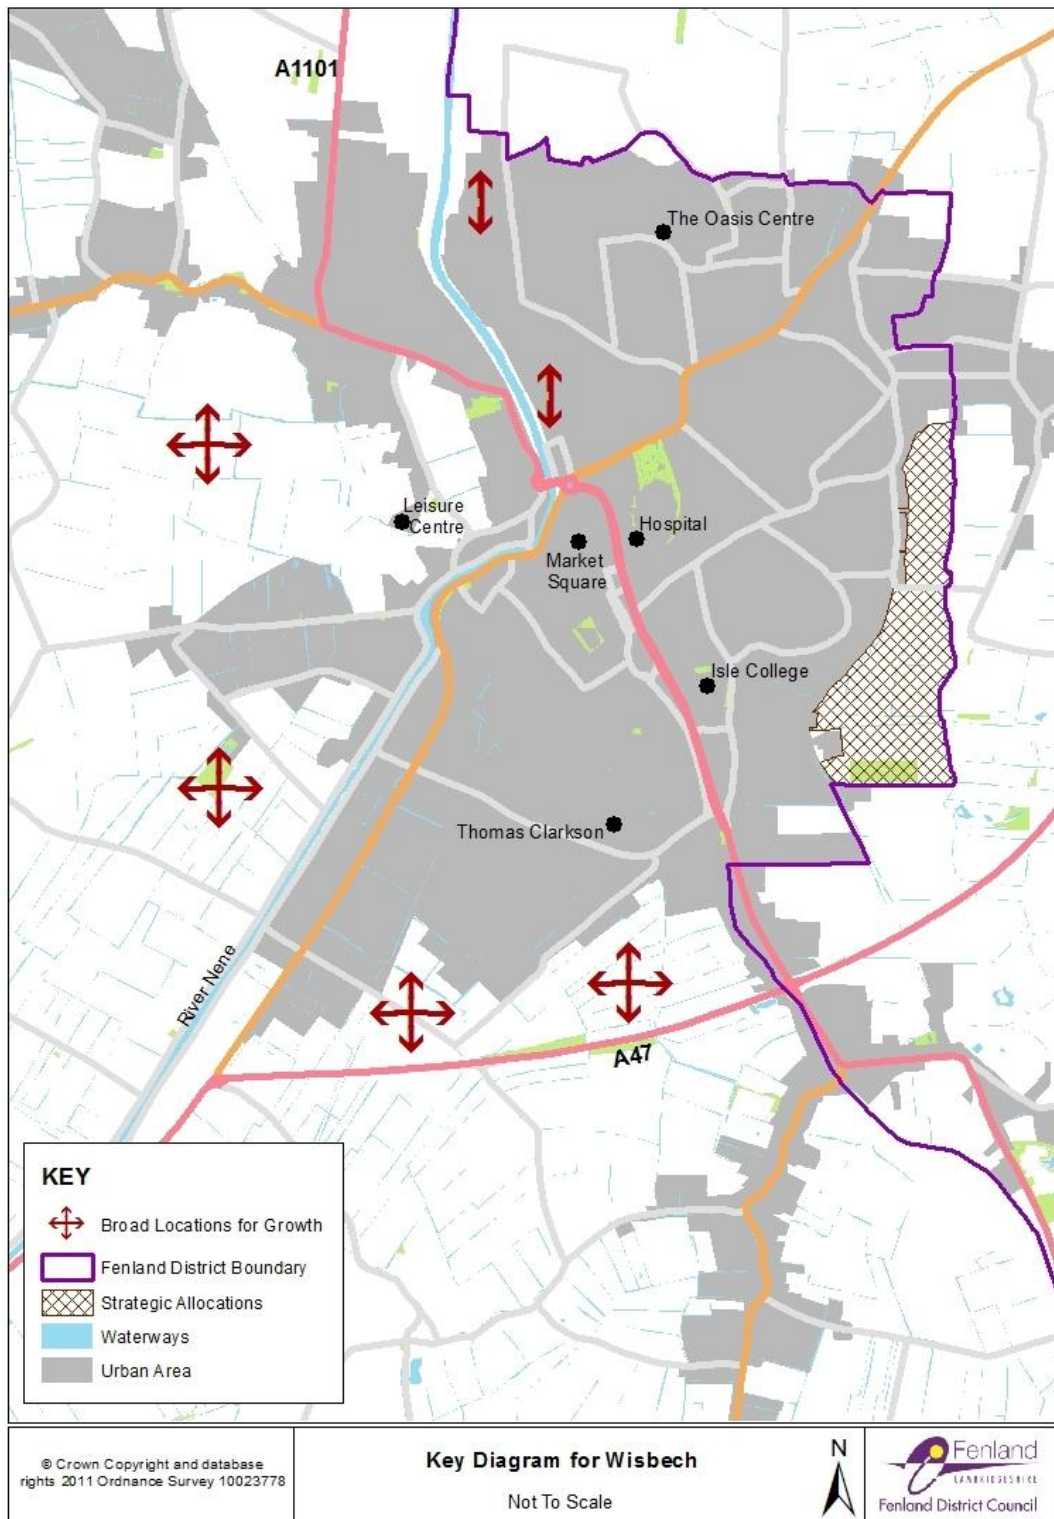 A1101
The Oasis Centre
Leisure
Centre
Hospital
Market
Square
Isle College
Thomas Clarkson
River Nene
A47
KEY
Broad Locations for Growth
Fenland District Boundary
Strategic Allocations
Waterways
Urban Area
© Crown Copyright and database
rights 2011 Ordnance Survey 10023778
Key Diagram for Wisbech
Not To Scale
N
Fenland
CAMBRIDGESHIRE
Fenland District Council